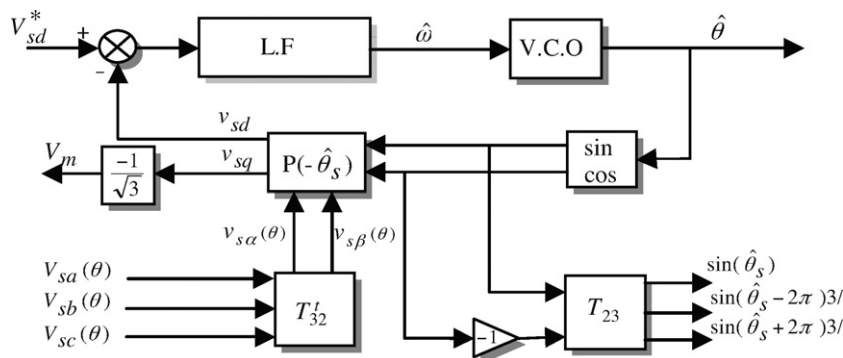 V*sd + L.F ω̂ V.C.O θ̂
-
vsd
Vm -1/√3 vsq P(-θ̂s) sin
cos
vsα(θ) vsβ(θ)
Vsa(θ)
Vsb(θ)
Vsc(θ)
T^t_32
-1
T23
sin(θ̂s)
sin(θ̂s-2π)3/
sin(θ̂s+2π)3/